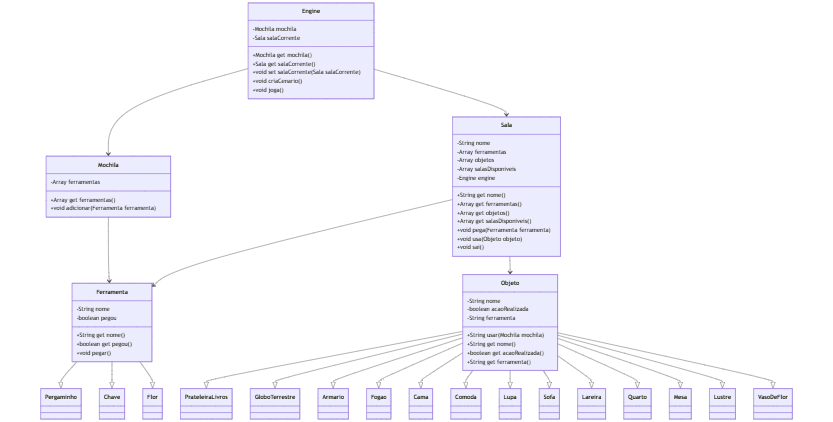 Engine
-Mochila mochila
-Sala salaCorrente
+Mochila get mochila()
+Sala get salaCorrente()
+void set salaCorrente(Sala salaCorrente)
+void criaCenario()
+void joga()
Sala
-String nome
-Array ferramentas
-Array objetos
-Array salasDisponiveis
-Engine engine
+String get nome()
+Array get ferramentas()
+Array get objetos()
+Array get salasDisponiveis()
+void pega(Ferramenta ferramenta)
+void usa(Objeto objeto)
+void sai()
Mochila
-Array ferramentas
+Array get ferramentas()
+void adicionar(Ferramenta ferramenta)
Ferramenta
-String nome
-boolean pegou
+String get nome()
+boolean get pegou()
+void pegar()
Objeto
-String nome
-boolean acaoRealizada
-String ferramenta
+String usar(Mochila mochila)
+String get nome()
+boolean get acaoRealizada()
+String get ferramenta()
Pergaminho
Chave
Flor
PrateleiraLivros
GloboTerrestre
Armario
Fogao
Cama
Comoda
Lupa
Sofa
Lareira
Quarto
Mesa
Lustre
VasoDeFlor